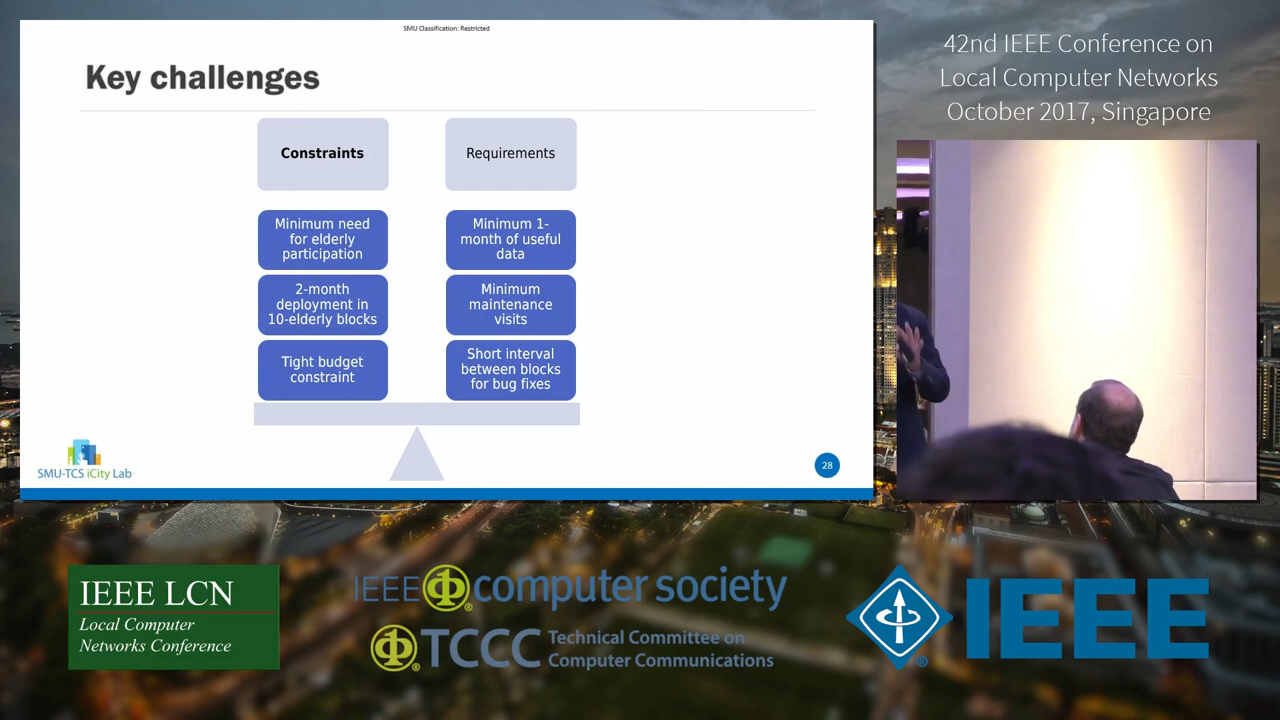 SMU Classification: Restricted
Key challenges
Constraints
Minimum need
for elderly
participation
2-month
deployment in
10-elderly blocks
Tight budget
constraint
Requirements
Minimum 1-
month of useful
data
Minimum
maintenance
visits
Short interval
between blocks
for bug fixes
SMU-TCS iCity Lab
28
42nd IEEE Conference on
Local Computer Networks
October 2017, Singapore
IEEE LCN
Local Computer
Networks Conference
IEEE computer society
TCCC Technical Committee on
Computer Communications
IEEE